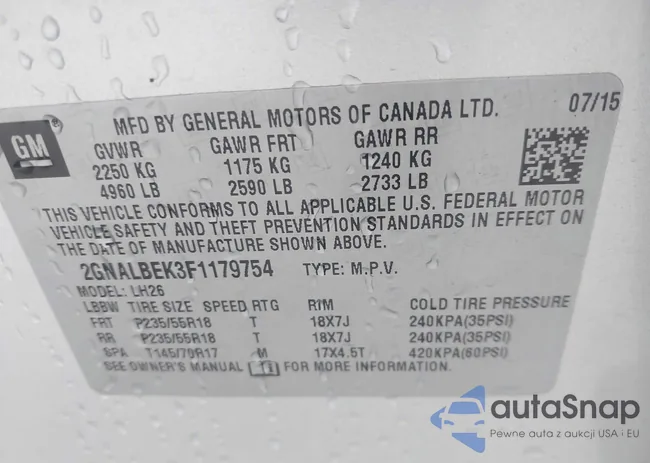 GM
MFD BY GENERAL MOTORS OF CANADA LTD. 07/15
GVWR GAWR FRT GAWR RR
2250 KG 1175 KG 1240 KG
4960 LB 2590 LB 2733 LB
THIS VEHICLE CONFORMS TO ALL APPLICABLE U.S. FEDERAL MOTOR
VEHICLE SAFETY AND THEFT PREVENTION STANDARDS IN EFFECT ON
THE DATE OF MANUFACTURE SHOWN ABOVE.
2GNALBEK3F1179754 TYPE: M.P.V.
MODEL: LH26
LBBW TIRE SIZE SPEED RTG RIM COLD TIRE PRESSURE
FRT P235/55R18 T 18X7J 240KPA(35PSI)
RR P235/55R18 T 18X7J 240KPA(35PSI)
SPA T145/70R17 M 17X4.5T 420KPA(60PSI)
SEE OWNER'S MANUAL FOR MORE INFORMATION.
autaSnap
Pewne auta z aukcji USA i EU